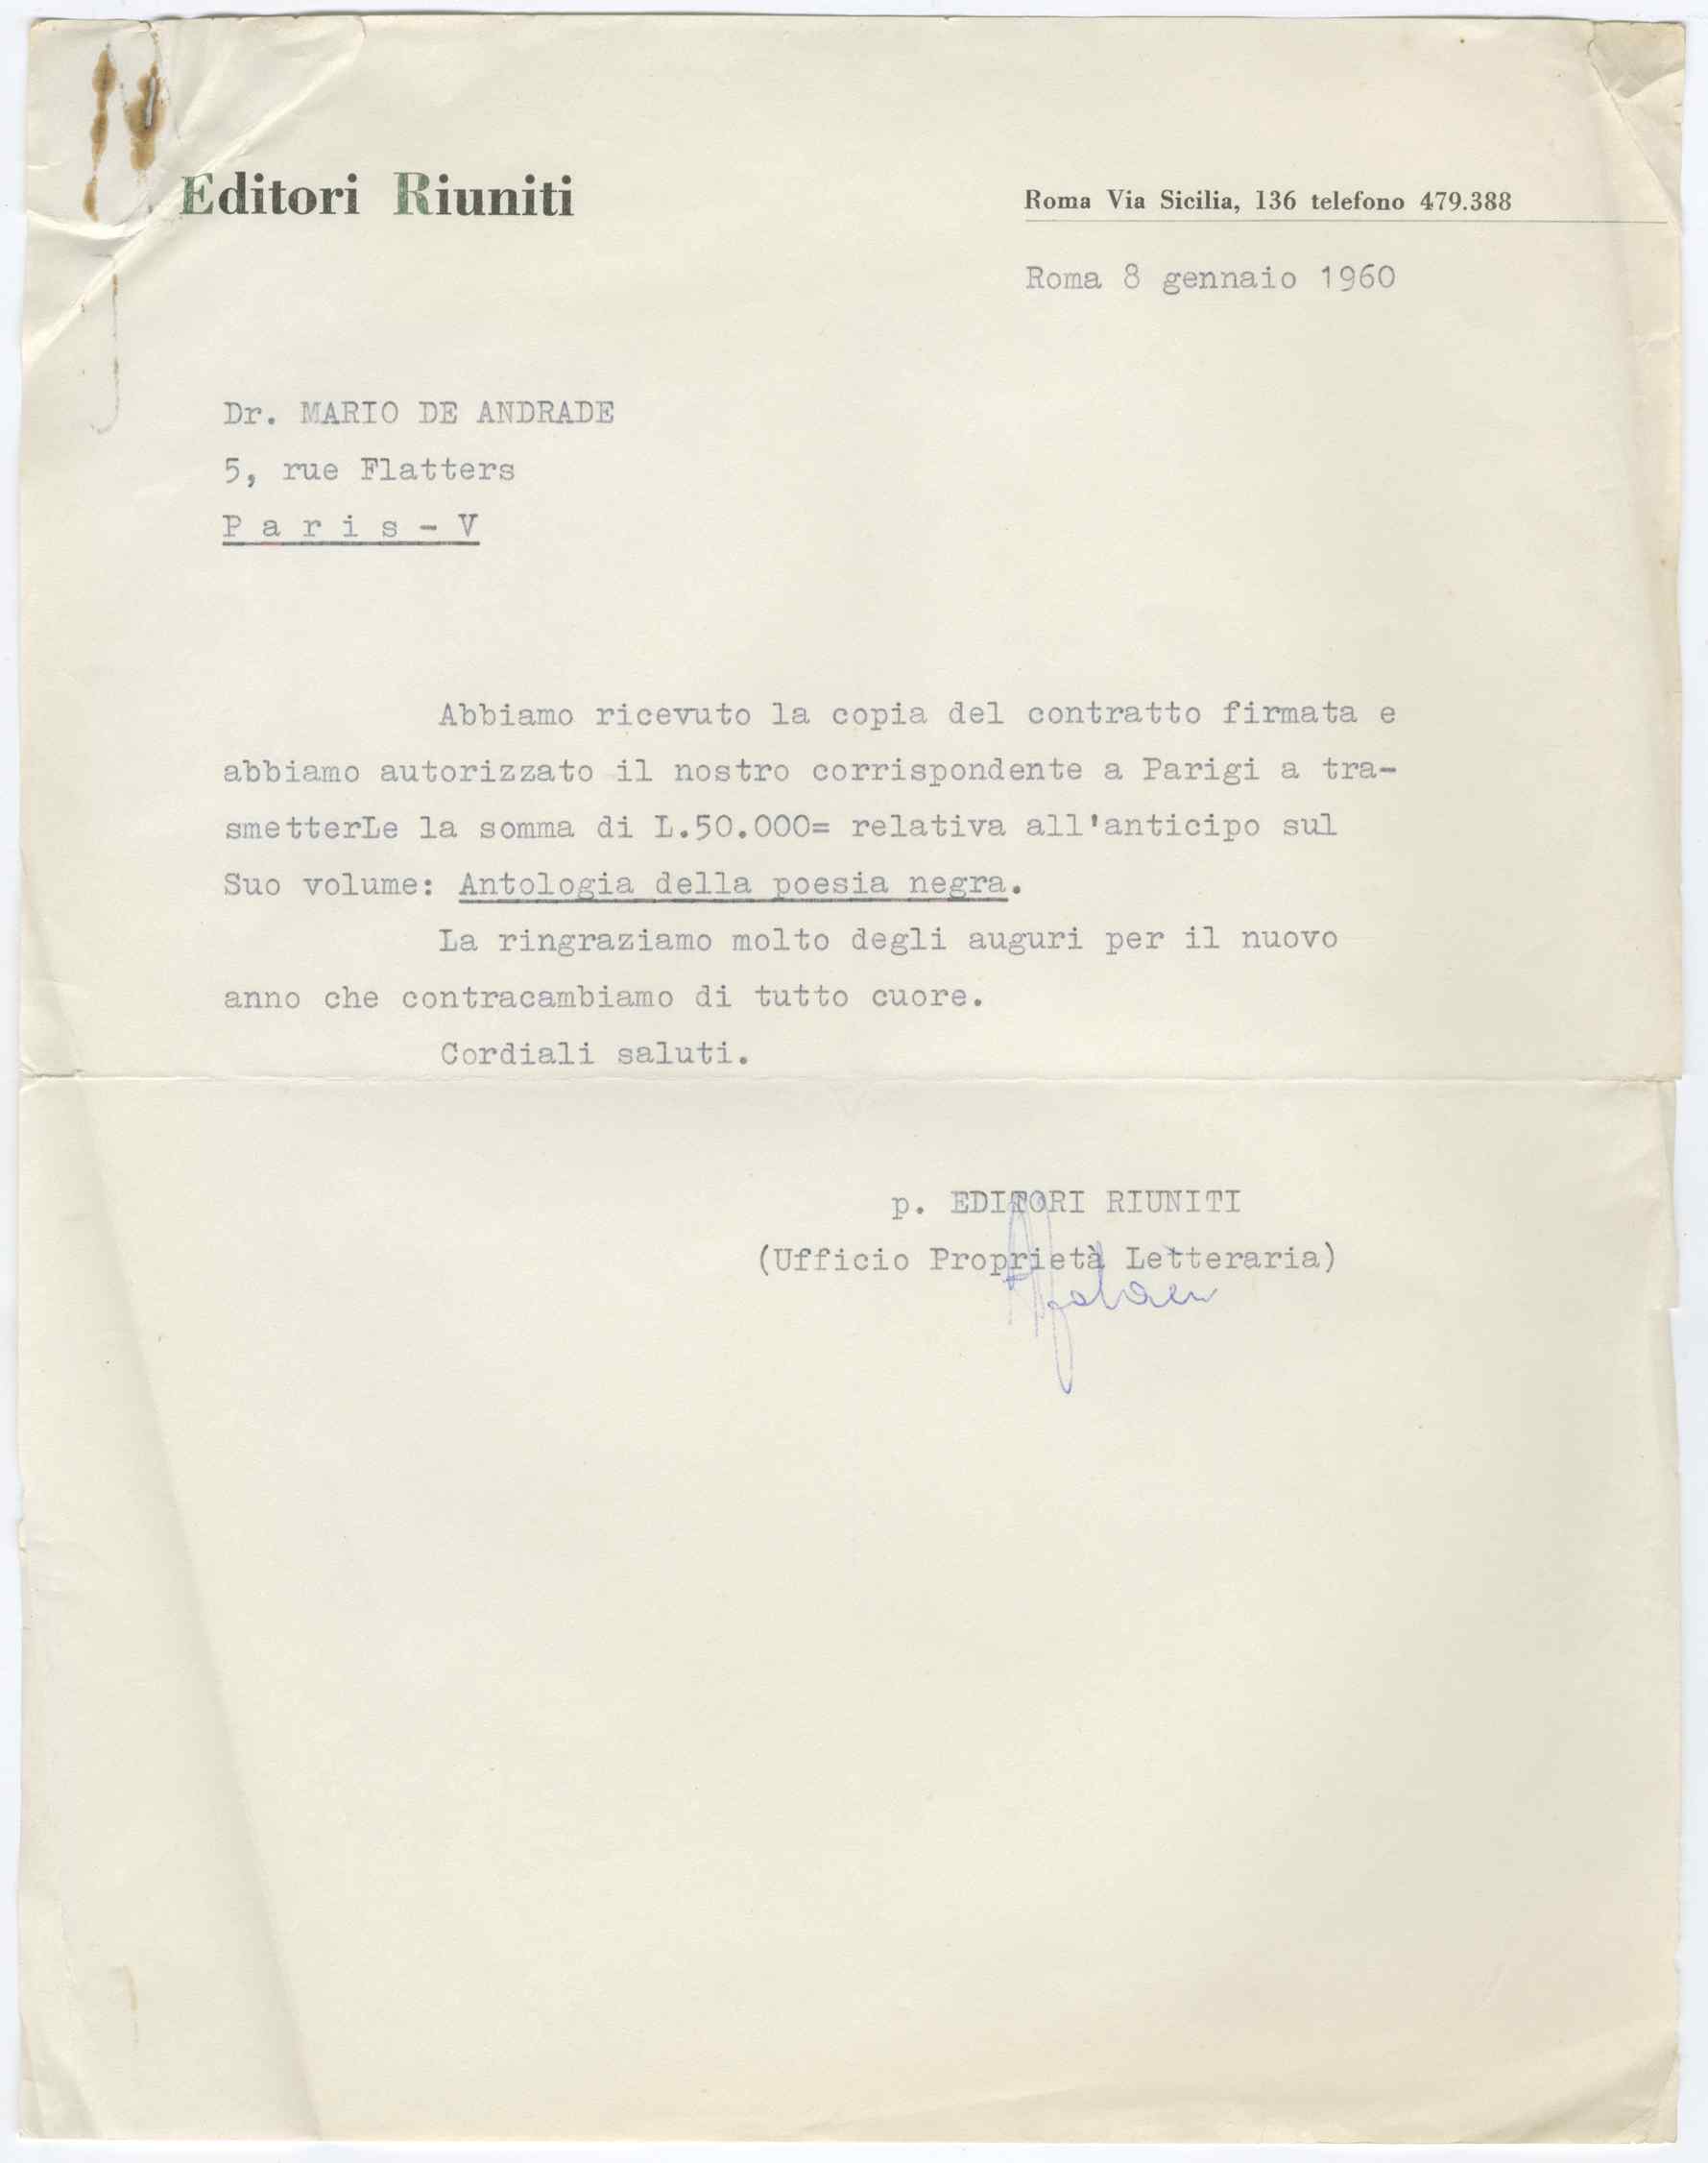 Editori Riuniti
Roma Via Sicilia, 136 telefono 479.388
Roma 8 gennaio 1960
Dr. MARIO DE ANDRADE
5, rue Flatters
P a r i s - V
Abbiamo ricevuto la copia del contratto firmata e
abbiamo autorizzato il nostro corrispondente a Parigi a tra-
smetterLe la somma di L.50.000= relativa all'anticipo sul
Suo volume: Antologia della poesia negra.
La ringraziamo molto degli auguri per il nuovo
anno che contracambiamo di tutto cuore.
Cordiali saluti.
p. EDITORI RIUNITI
(Ufficio Proprietà Letteraria)